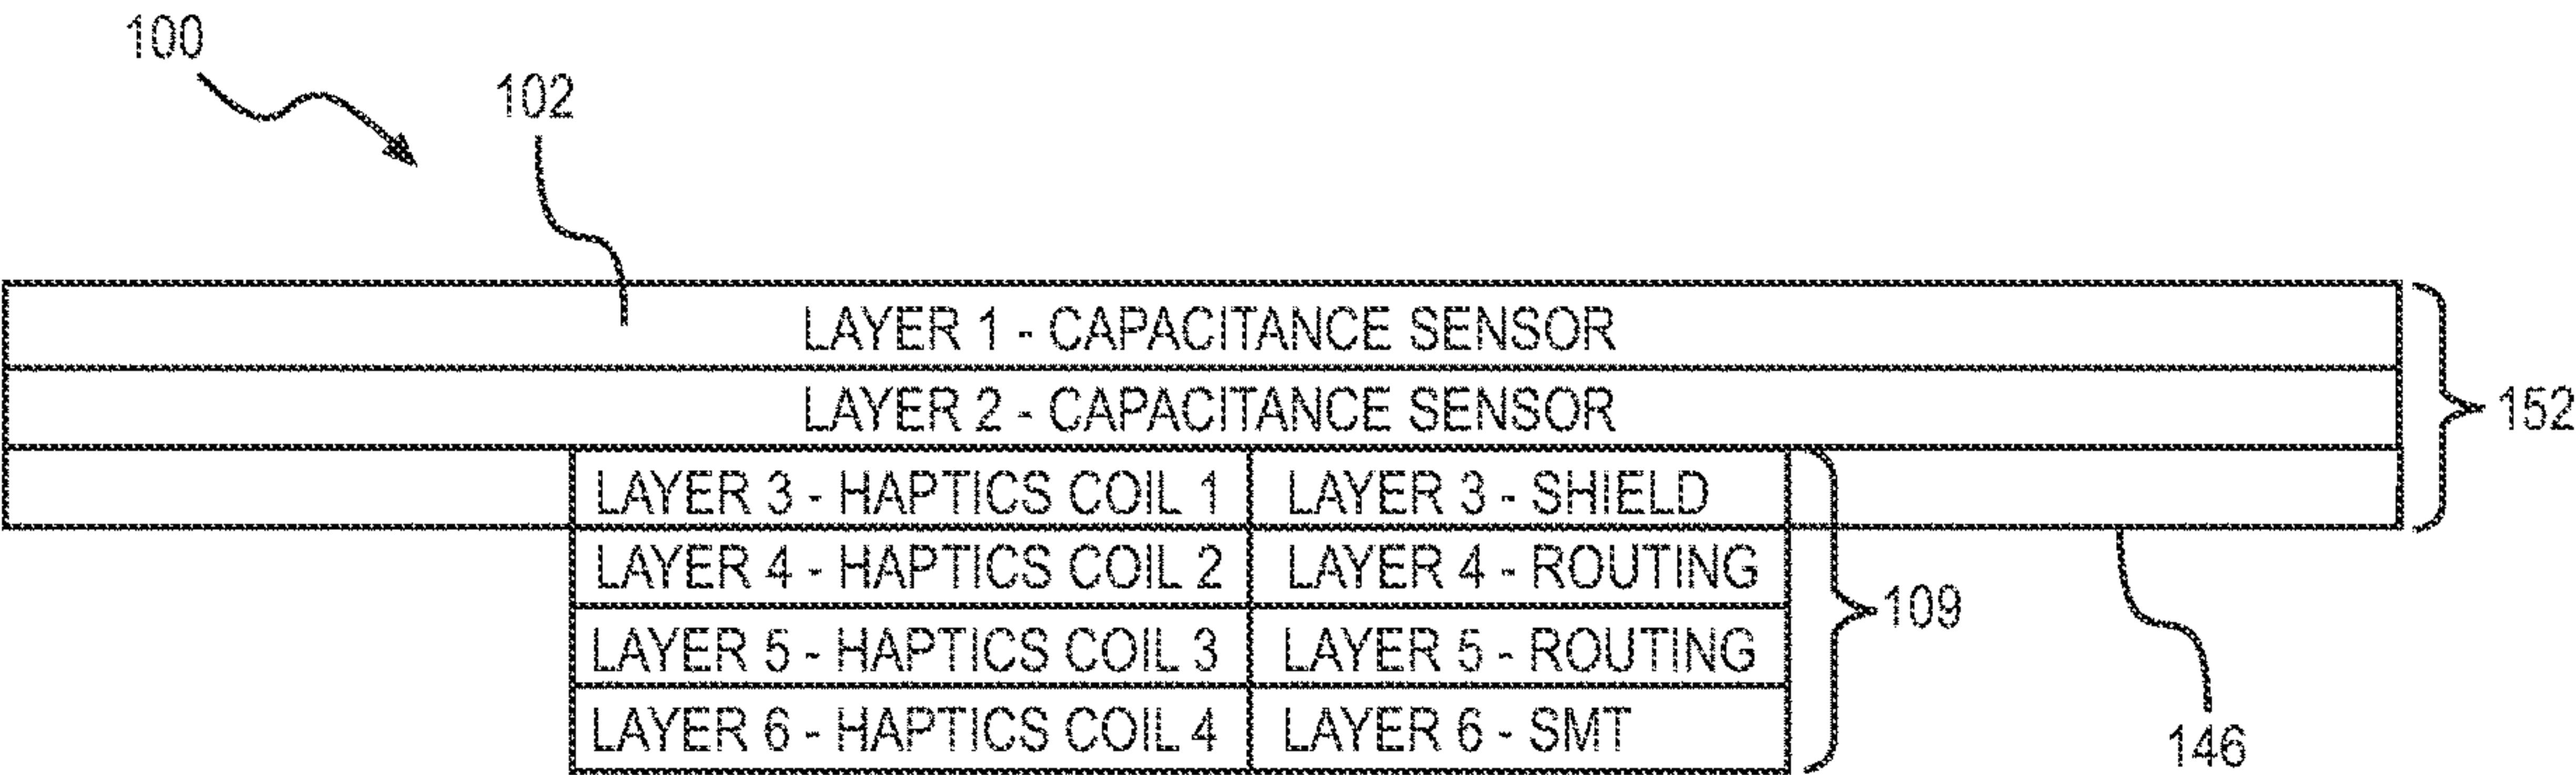 100
102
LAYER 1 - CAPACITANCE SENSOR
LAYER 2 - CAPACITANCE SENSOR
152
LAYER 3 - HAPTICS COIL 1 LAYER 3 - SHIELD
LAYER 4 - HAPTICS COIL 2 LAYER 4 - ROUTING
109
LAYER 5 - HAPTICS COIL 3 LAYER 5 - ROUTING
LAYER 6 - HAPTICS COIL 4 LAYER 6 - SMT
146